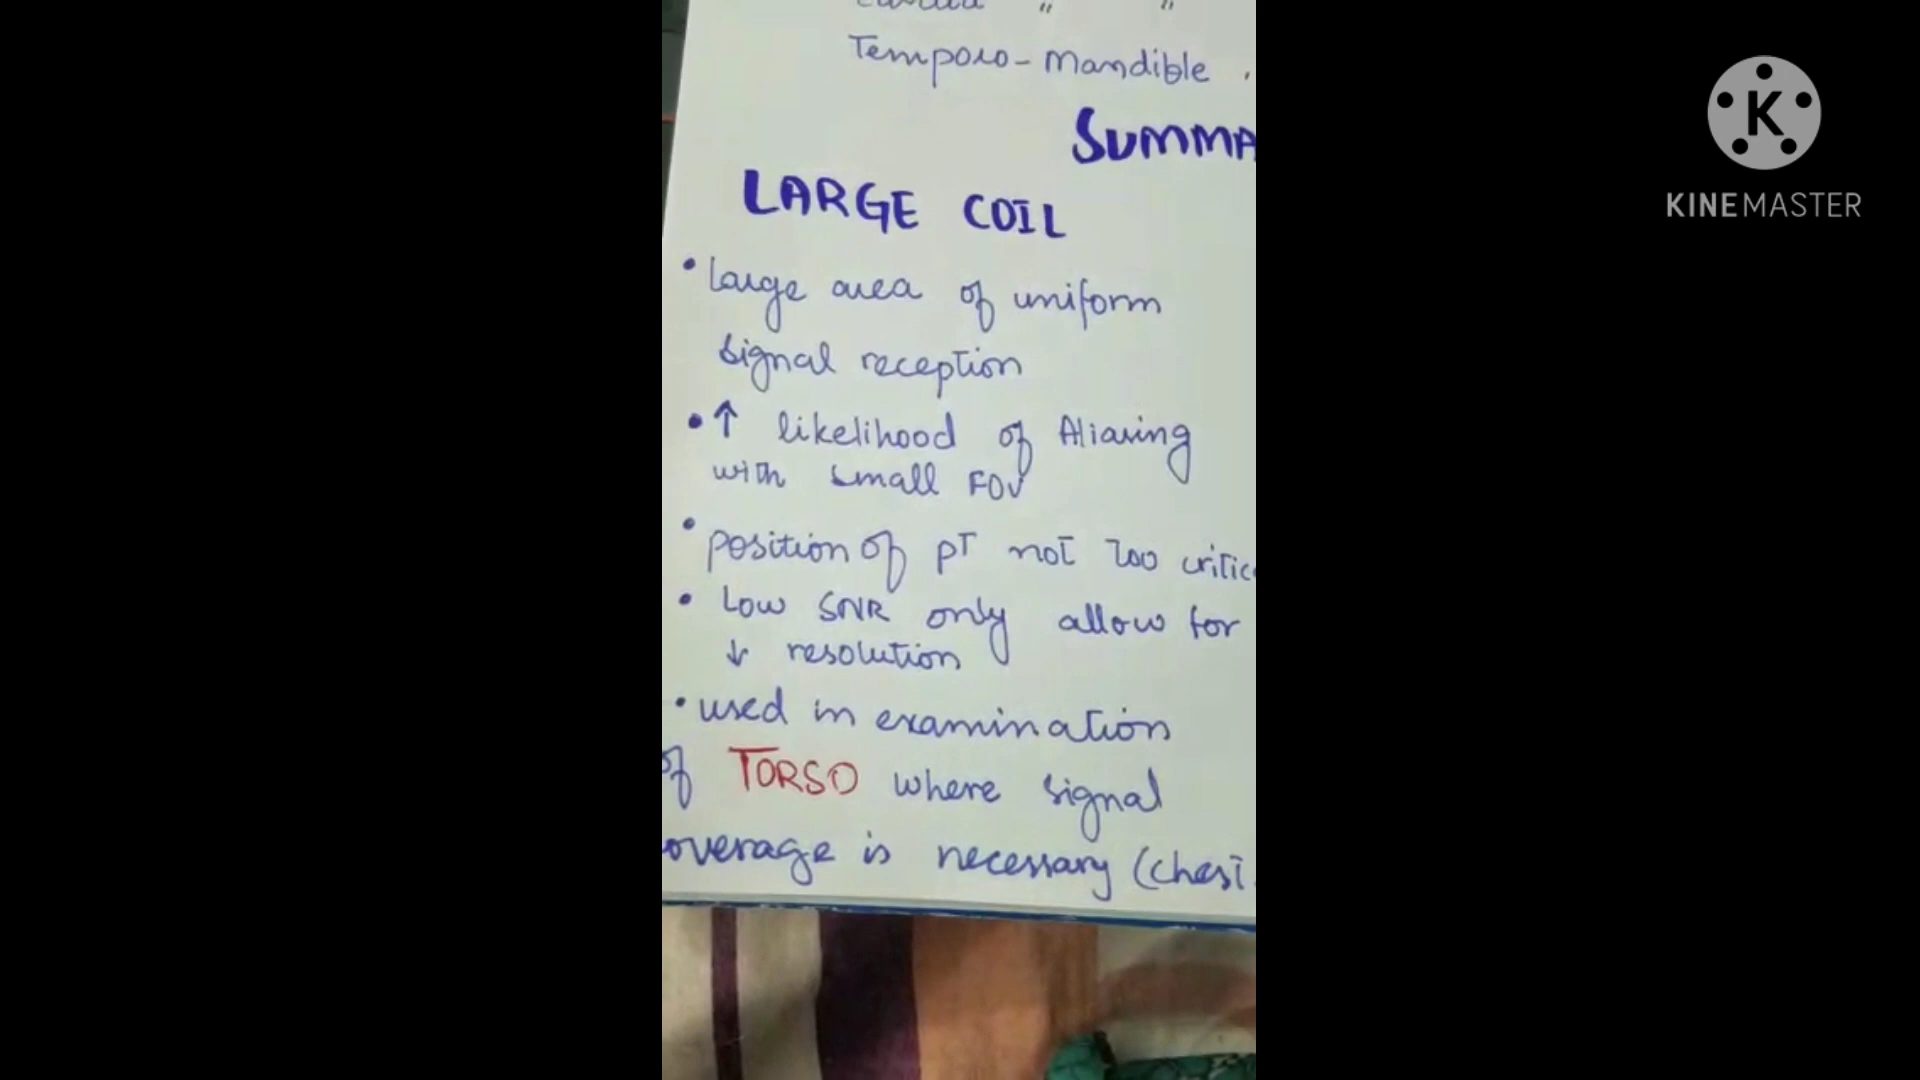 "  "
Temporo - Mandible
SUMMA
LARGE COIL
• Large area of uniform
signal reception
• ↑ likelihood of Aliasing
with small FOV
• position of pT not too critic
• Low SNR only allow for
↓ resolution
• used in examination
of TORSO where signal
overage is necessary (chest
K
KINEMASTER